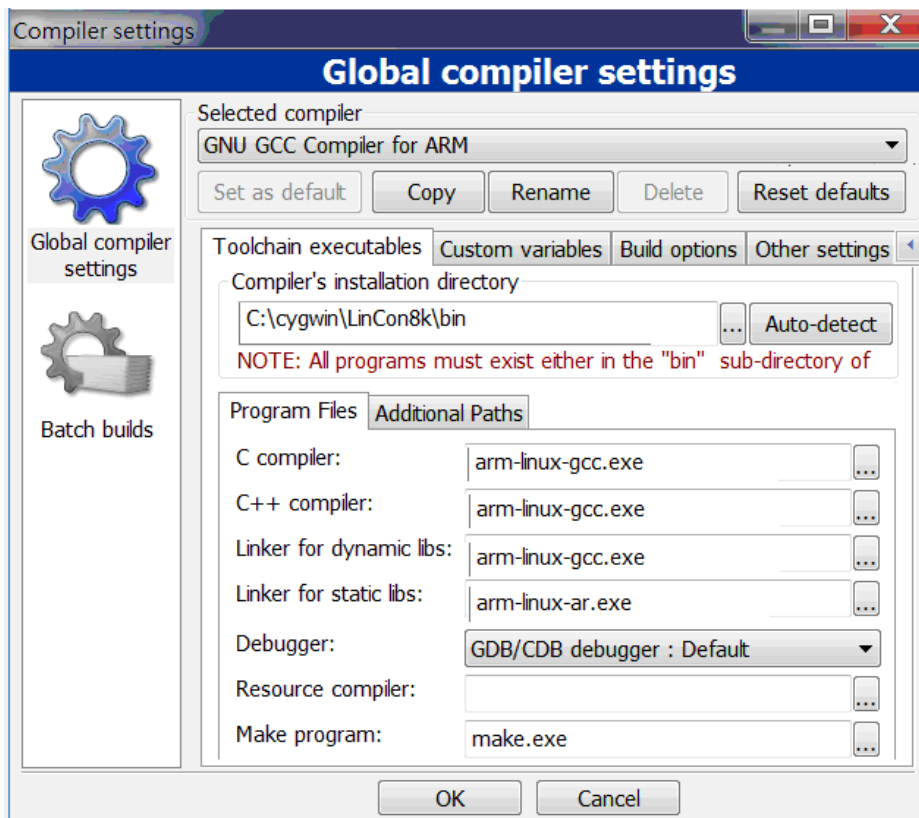 Compiler settings
Global compiler settings
Selected compiler
GNU GCC Compiler for ARM
Set as default Copy Rename Delete Reset defaults
Global compiler settings
Toolchain executables Custom variables Build options Other settings
Compiler's installation directory
C:\cygwin\LinCon8k\bin ... Auto-detect
NOTE: All programs must exist either in the "bin" sub-directory of
Batch builds
Program Files Additional Paths
C compiler: arm-linux-gcc.exe ...
C++ compiler: arm-linux-gcc.exe ...
Linker for dynamic libs: arm-linux-gcc.exe ...
Linker for static libs: arm-linux-ar.exe ...
Debugger: GDB/CDB debugger : Default
Resource compiler: ...
Make program: make.exe ...
OK Cancel